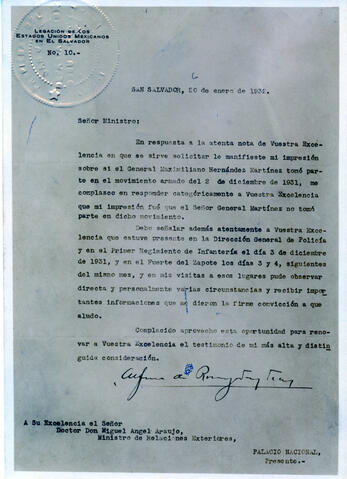 LEGACION DE LOS
ESTADOS UNIDOS MEXICANOS
EN EL SALVADOR
No. 10.-
SAN SALVADOR, 20 de enero de 1932.
Señor Ministro:
En respuesta a la atenta nota de Vuestra Exce-
lencia en que se sirve solicitar le manifieste mi impresión
sobre si el General Maximiliano Hernández Martínez tomó par-
te en el movimiento armado del 2 de diciembre de 1931, me
complazco en responder categóricamente a Vuestra Excelencia
que mi impresión fué que el Señor General Martínez no tomó
parte en dicho movimiento.
Debo señalar además atentamente a Vuestra Exce-
lencia que estuve presente en la Dirección General de Policía
y en el Primer Regimiento de Infantería el día 3 de diciembre
de 1931, y en el Fuerte del Zapote los días 3 y 4, siguientes
del mismo mes, y en mis visitas a esos lugares pude observar
directa y personalmente varias circunstancias y recibir im-
portantes informaciones que me dieron la firme convicción a que
aludo.
Complacido aprovecho esta oportunidad para reno-
var a Vuestra Excelencia el testimonio de mi más alta y distin
guida consideración.
A Su Excelencia el Señor
Doctor Don Miguel Angel Araujo,
Ministro de Relaciones Exteriores,
PALACIO NACIONAL,
Presente.-